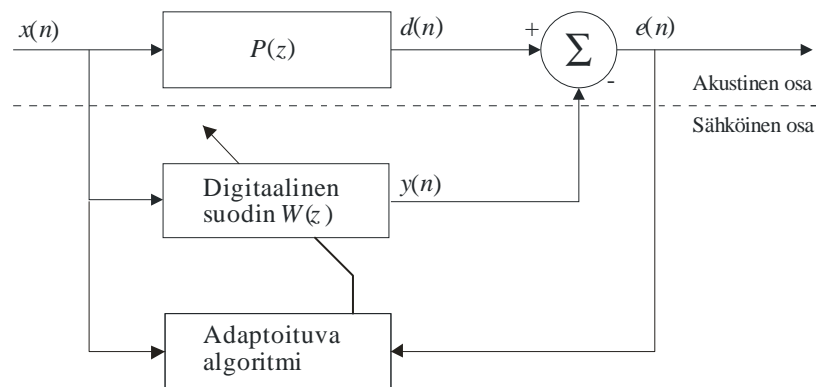 x(n)
P(z)
d(n)
+
Σ
-
e(n)
Akustinen osa
Sähköinen osa
Digitaalinen
suodin W(z)
y(n)
Adaptoituva
algoritmi